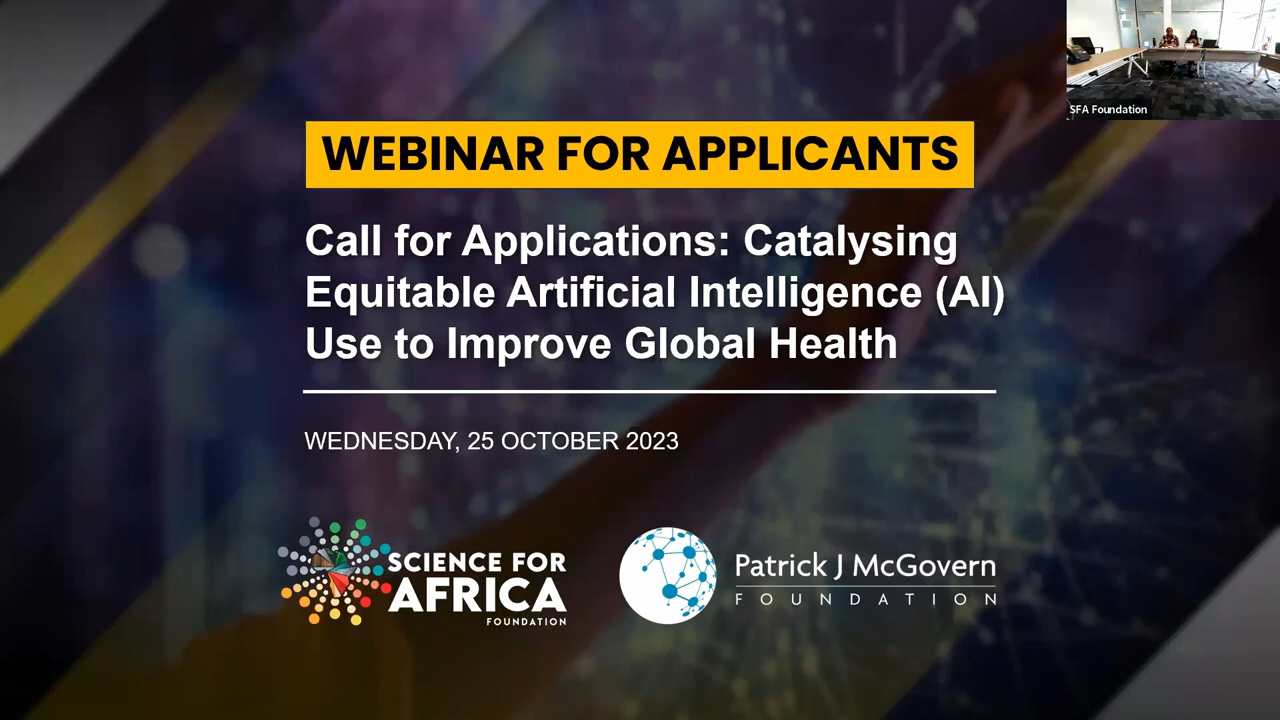 SFA Foundation
WEBINAR FOR APPLICANTS
Call for Applications: Catalysing
Equitable Artificial Intelligence (AI)
Use to Improve Global Health
WEDNESDAY, 25 OCTOBER 2023
SCIENCE FOR
AFRICA
FOUNDATION
Patrick J McGovern
FOUNDATION